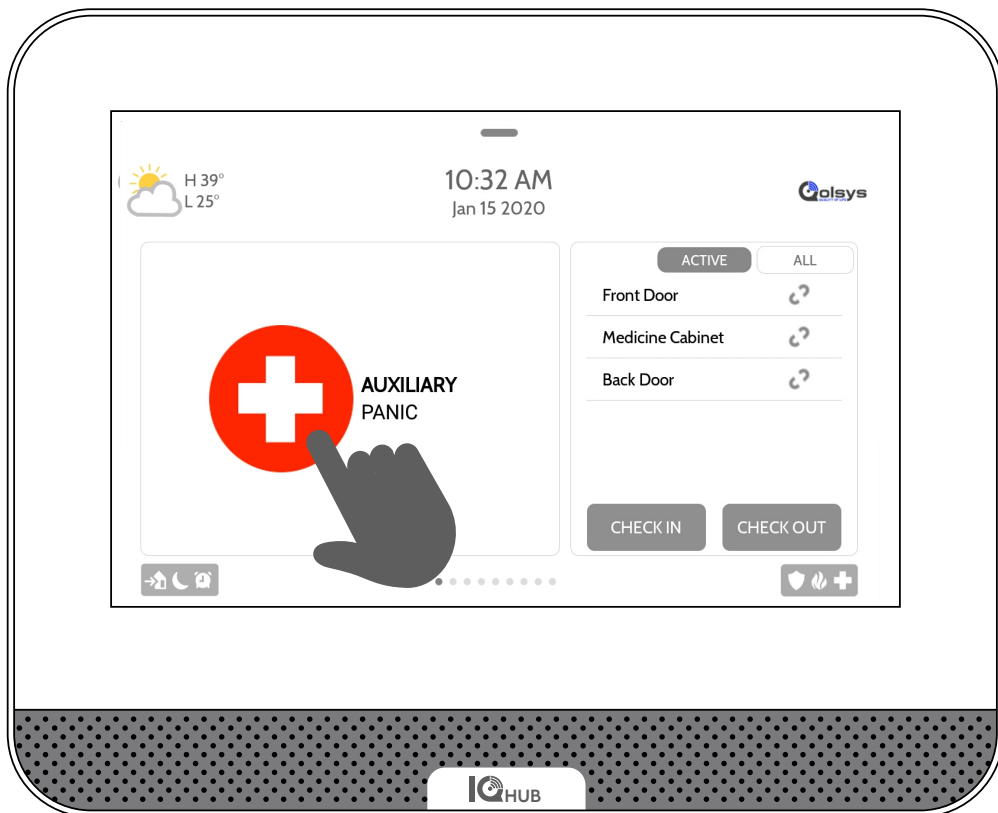 H 39°
L 25°
10:32 AM
Jan 15 2020
Qolsys
AUXILIARY
PANIC
ACTIVE
ALL
Front Door
Medicine Cabinet
Back Door
CHECK IN
CHECK OUT
IQ HUB